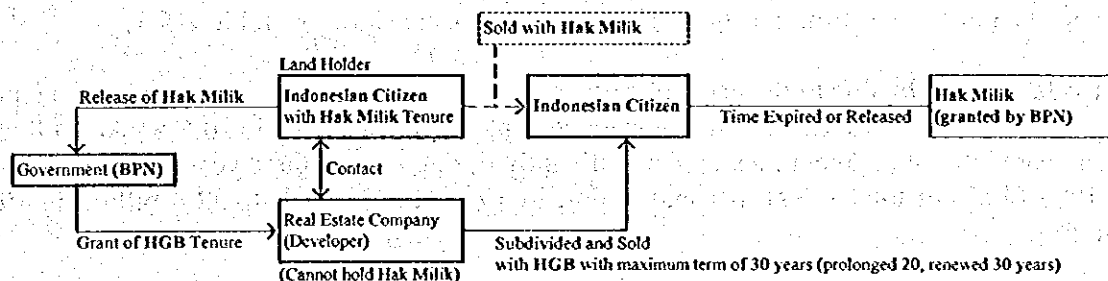 Sold with Hak Milik
Land Holder
Release of Hak Milik
Indonesian Citizen
with Hak Milik Tenure
Indonesian Citizen
Time Expired or Released
Hak Milik
(granted by BPN)
Government (BPN)
Contact
Grant of HGB Tenure
Real Estate Company
(Developer)
(Cannot hold Hak Milik)
Subdivided and Sold
with HGB with maximum term of 30 years (prolonged 20, renewed 30 years)